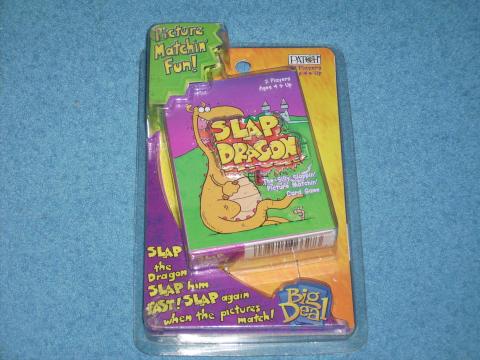 Picture
Matchin'
Fun!
PATCH
2 Players
Ages 4 & Up
SLAP
DRAGON
The Silly Slappin'
Picture Matchin'
Card Game
SLAP
the
Dragon
SLAP him
FAST! SLAP again
when the pictures
match!
Big
Deal